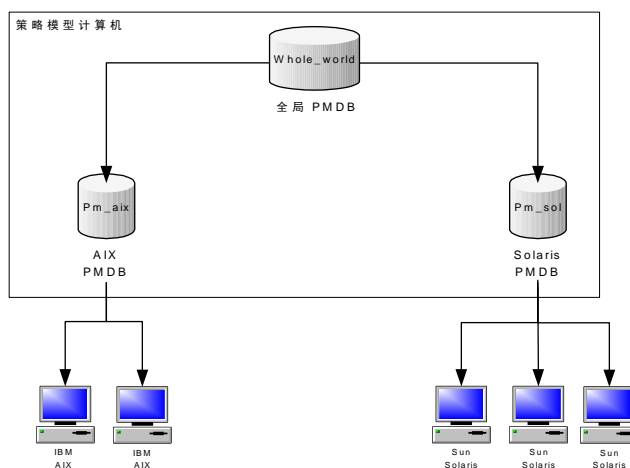 策略模型计算机
Whole_world
全局 PMDB
Pm_aix
Pm_sol
AIX
PMDB
Solaris
PMDB
IBM
AIX
IBM
AIX
Sun
Solaris
Sun
Solaris
Sun
Solaris